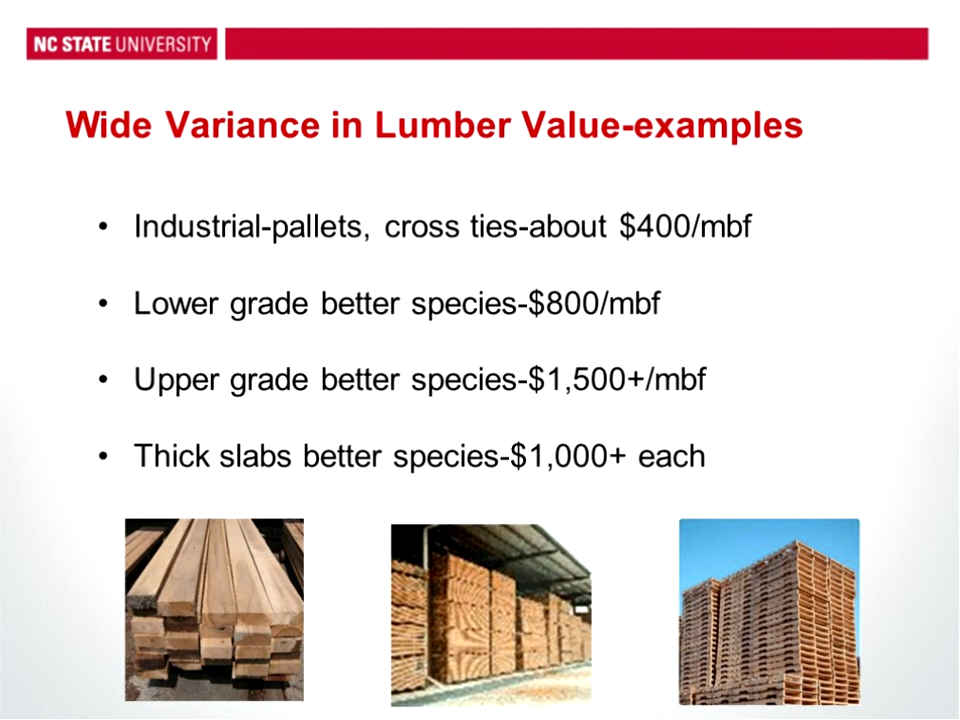 NC STATE UNIVERSITY
Wide Variance in Lumber Value-examples
• Industrial-pallets, cross ties-about $400/mbf
• Lower grade better species-$800/mbf
• Upper grade better species-$1,500+/mbf
• Thick slabs better species-$1,000+ each